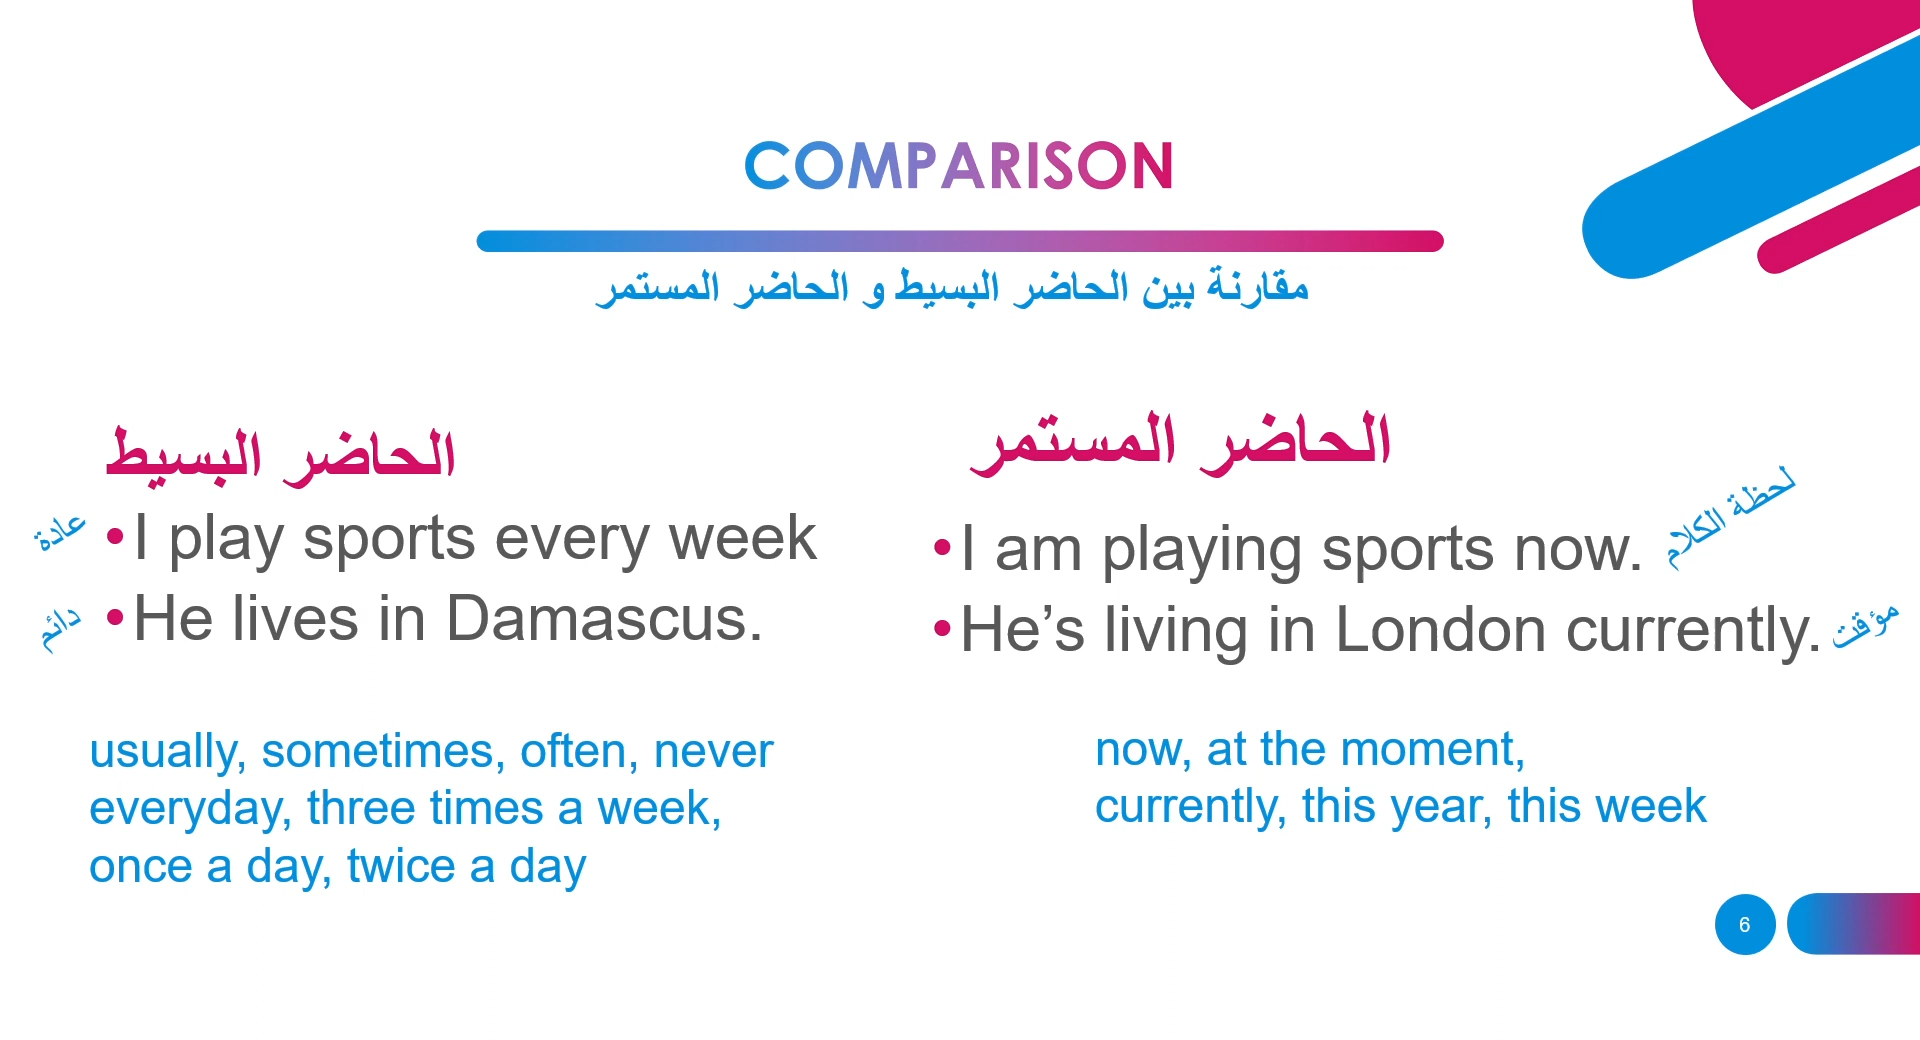 COMPARISON
مقارنة بين الحاضر البسيط و الحاضر المستمر
الحاضر البسيط
عادة
•I play sports every week
دائم
•He lives in Damascus.
usually, sometimes, often, never
everyday, three times a week,
once a day, twice a day
الحاضر المستمر
•I am playing sports now.
لحظة الكلام
•He’s living in London currently.
مؤقت
now, at the moment,
currently, this year, this week
6